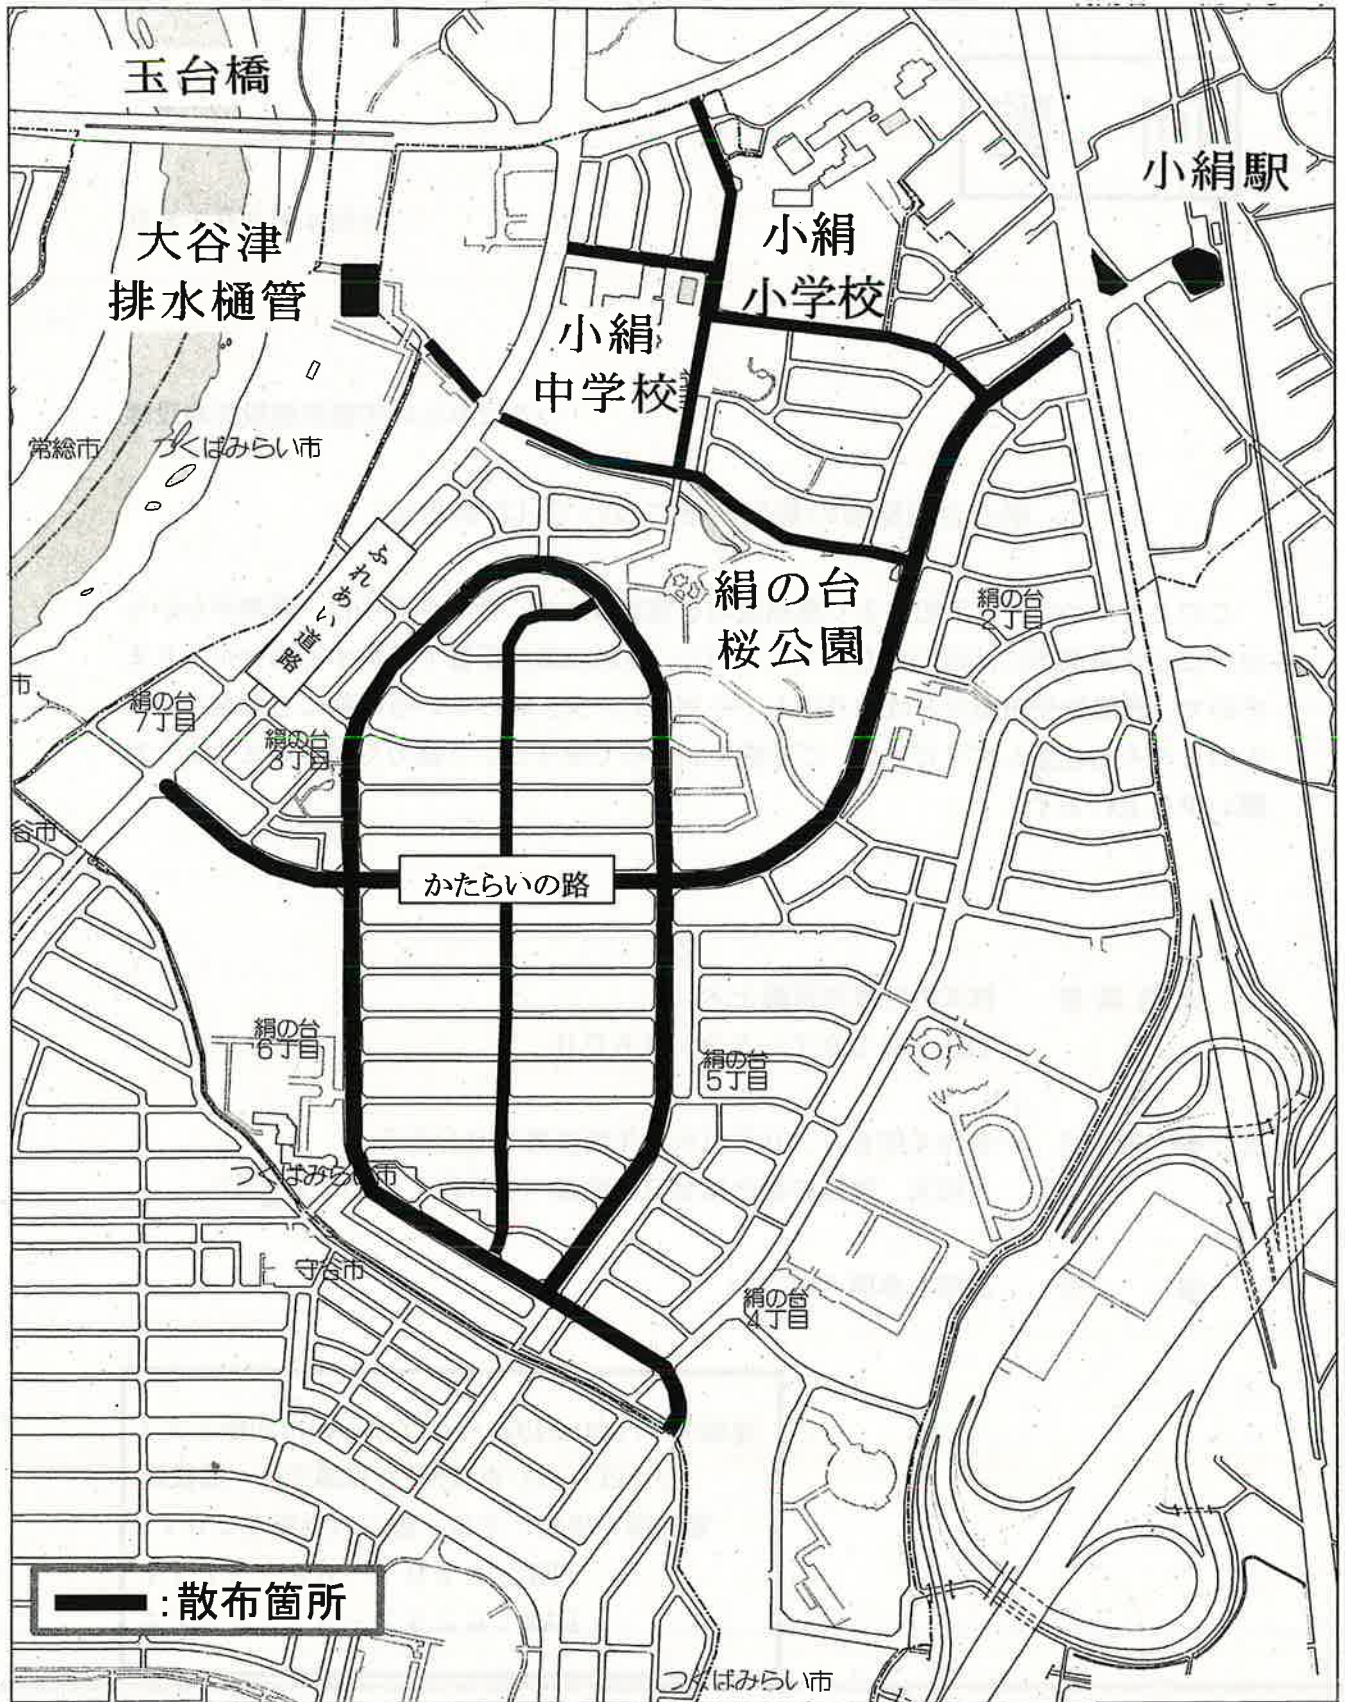 玉台橋
小絹駅
大谷津
排水樋管
小絹
小学校
小絹
中学校
常総市
つくばみらい市
ふれあい道路
絹の台
桜公園
絹の台
2丁目
市
絹の台
7丁目
絹の台
3丁目
谷市
かたらいの路
絹の台
6丁目
絹の台
5丁目
つくばみらい市
守谷市
絹の台
4丁目
:散布箇所
つくばみらい市